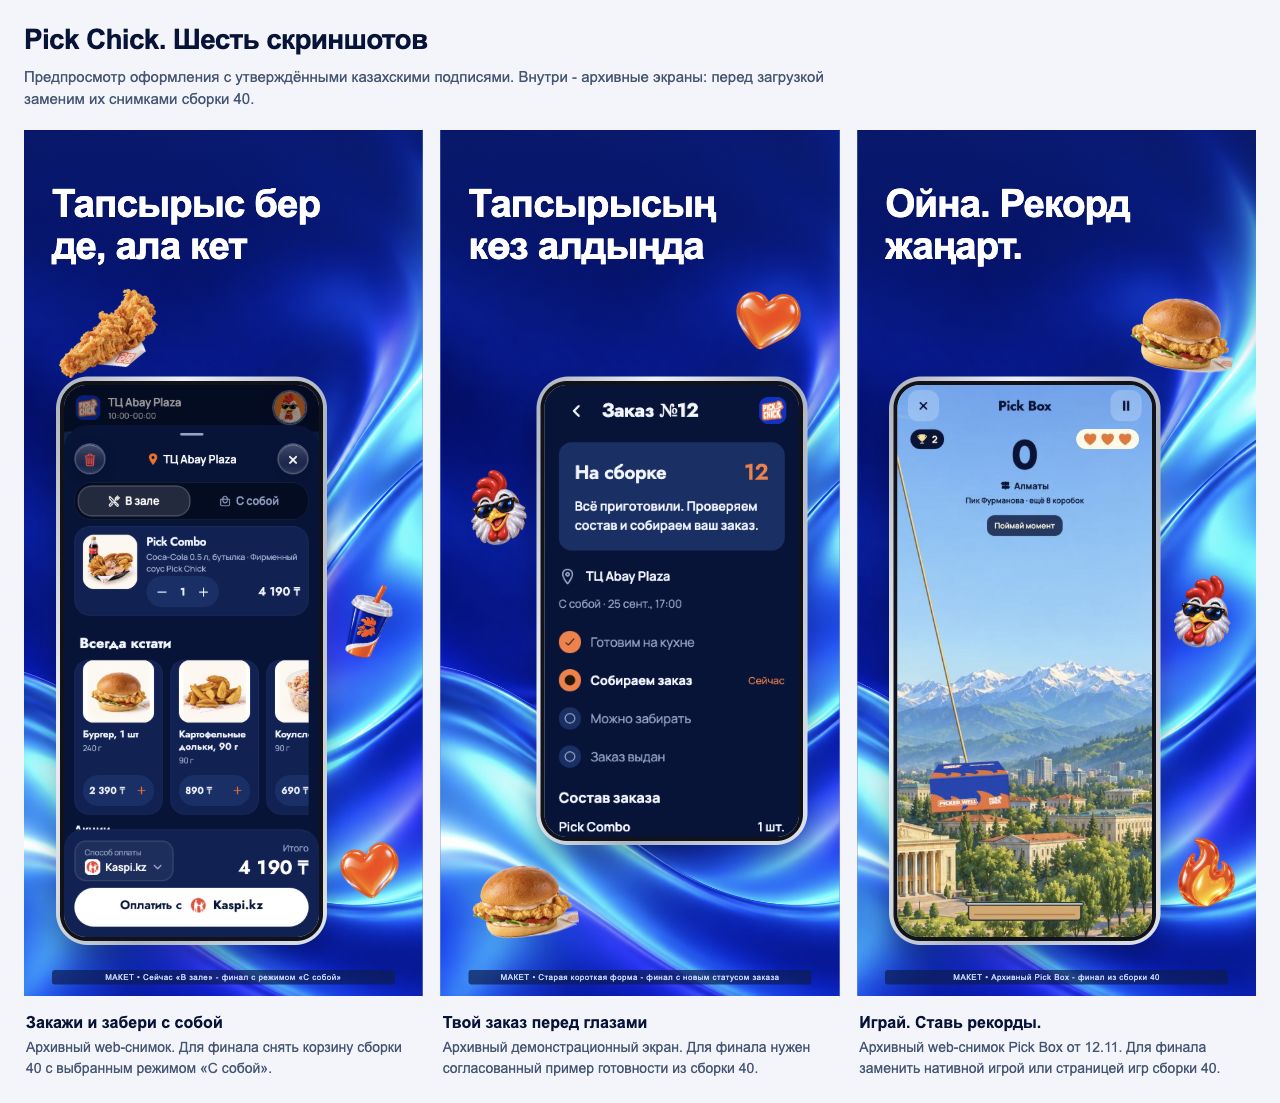 Pick Chick. Шесть скриншотов
Предпросмотр оформления с утверждёнными казахскими подписями. Внутри - архивные экраны: перед загрузкой
заменим их снимками сборки 40.
Тапсырыс бер
де, ала кет
PICK CHICK
ТЦ Abay Plaza
10:00-00:00
ТЦ Abay Plaza
В зале
С собой
Pick Combo
Coca-Cola 0.5 л, бутылка · Фирменный
соус Pick Chick
1
4 190 ₸
Всегда кстати
Бургер, 1 шт
240 г
2 390 ₸ +
Картофельные
дольки, 90 г
90 г
890 ₸ +
Коулсл
90 г
690 ₸
Акции
Способ оплаты
Kaspi.kz
Итого
4 190 ₸
Оплатить с Kaspi.kz
МАКЕТ • Сейчас «В зале» - финал с режимом «С собой»
Закажи и забери с собой
Архивный web-снимок. Для финала снять корзину сборки
40 с выбранным режимом «С собой».
Тапсырысың
көз алдыңда
Заказ №12
PICK CHICK
На сборке
12
Всё приготовили. Проверяем
состав и собираем ваш заказ.
ТЦ Abay Plaza
С собой · 25 сент., 17:00
Готовим на кухне
Собираем заказ
Сейчас
Можно забирать
Заказ выдан
Состав заказа
Pick Combo
1 шт.
МАКЕТ • Старая короткая форма - финал с новым статусом заказа
Твой заказ перед глазами
Архивный демонстрационный экран. Для финала нужен
согласованный пример готовности из сборки 40.
Ойна. Рекорд
жаңарт.
Pick Box
2
0
Алматы
Пик Фурманова · ещё 8 коробок
Поймай момент
PICKED WELL
МАКЕТ • Архивный Pick Box - финал из сборки 40
Играй. Ставь рекорды.
Архивный web-снимок Pick Box от 12.11. Для финала
заменить нативной игрой или страницей игр сборки 40.